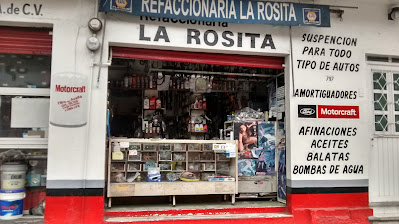 REFACCIONARIA LA ROSITA
Refaccionaria
LA ROSITA
A. de C.V.
SUSPENCION
PARA TODO
TIPO DE AUTOS
AMORTIGUADORES
Ford
Motorcraft
AFINACIONES
ACEITES
BALATAS
BOMBAS DE AGUA
Motorcraft